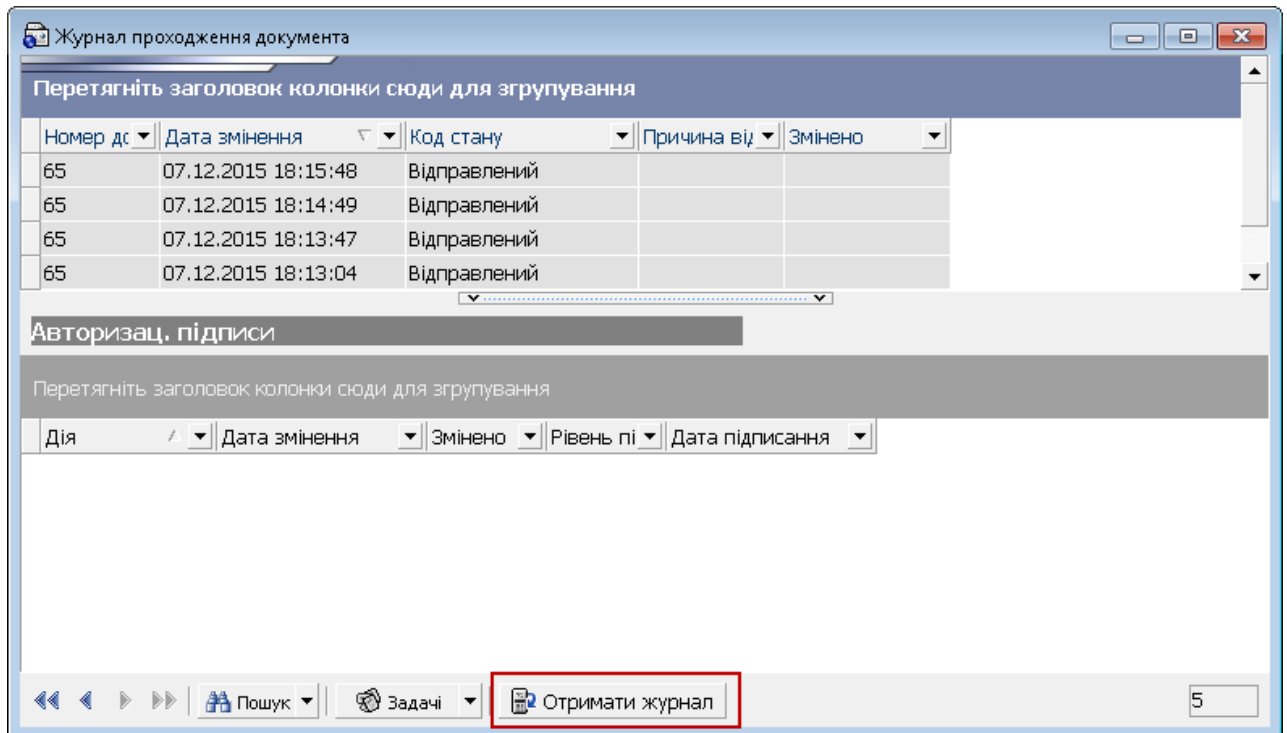 Журнал проходження документа
Перетягніть заголовок колонки сюди для згрупування
Номер дс Дата змінення Код стану Причина від Змінено
65 07.12.2015 18:15:48 Відправлений
65 07.12.2015 18:14:49 Відправлений
65 07.12.2015 18:13:47 Відправлений
65 07.12.2015 18:13:04 Відправлений
Авторизац. підписи
Перетягніть заголовок колонки сюди для згрупування
Дія Дата змінення Змінено Рівень пі Дата підписання
Пошук Задачі Отримати журнал 5